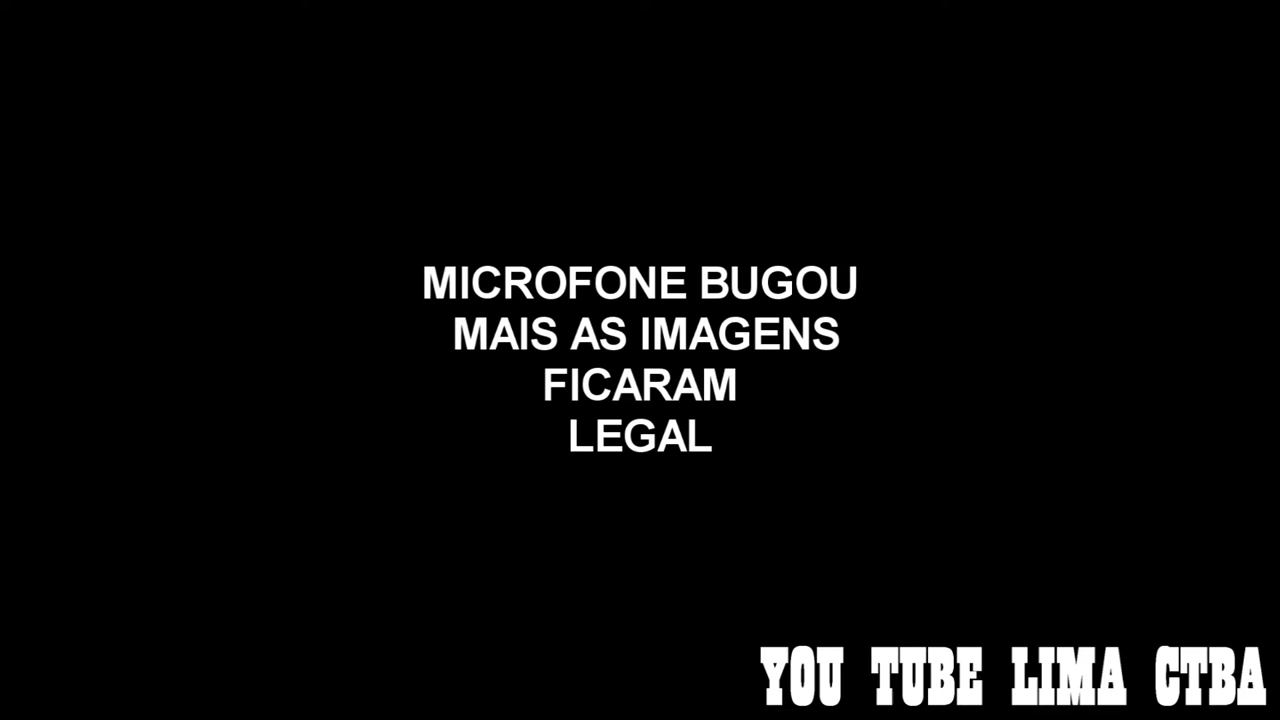 MICROFONE BUGOU
MAIS AS IMAGENS
FICARAM
LEGAL
YOU TUBE LIMA CTBA